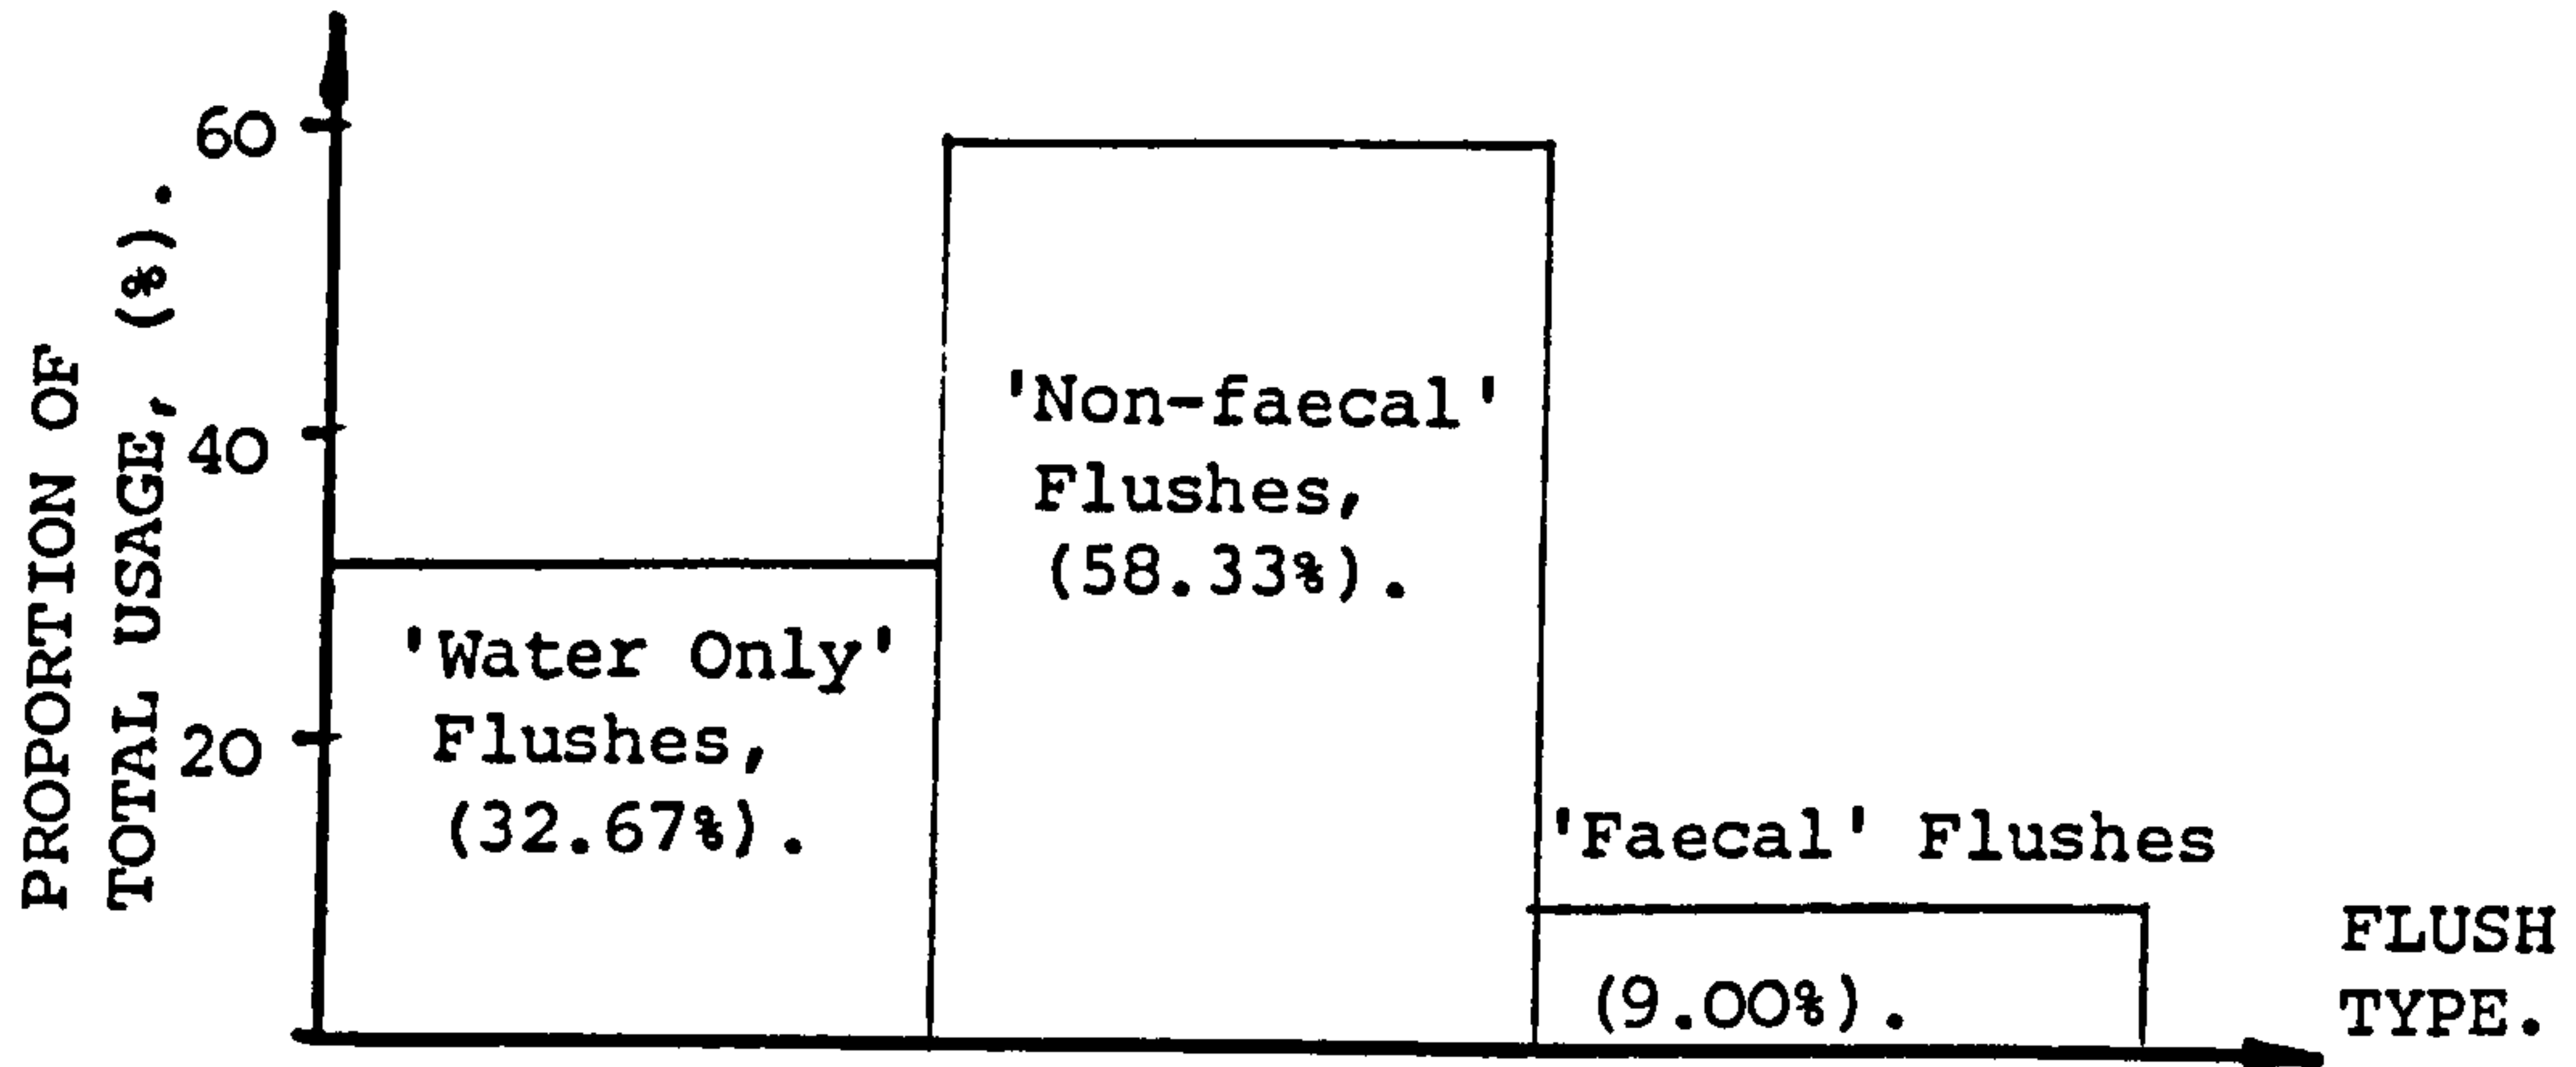 PROPORTION OF
TOTAL USAGE, (%).
60
40
20
'Water Only'
Flushes,
(32.67%).
'Non-faecal'
Flushes,
(58.33%).
'Faecal' Flushes
(9.00%).
FLUSH
TYPE.